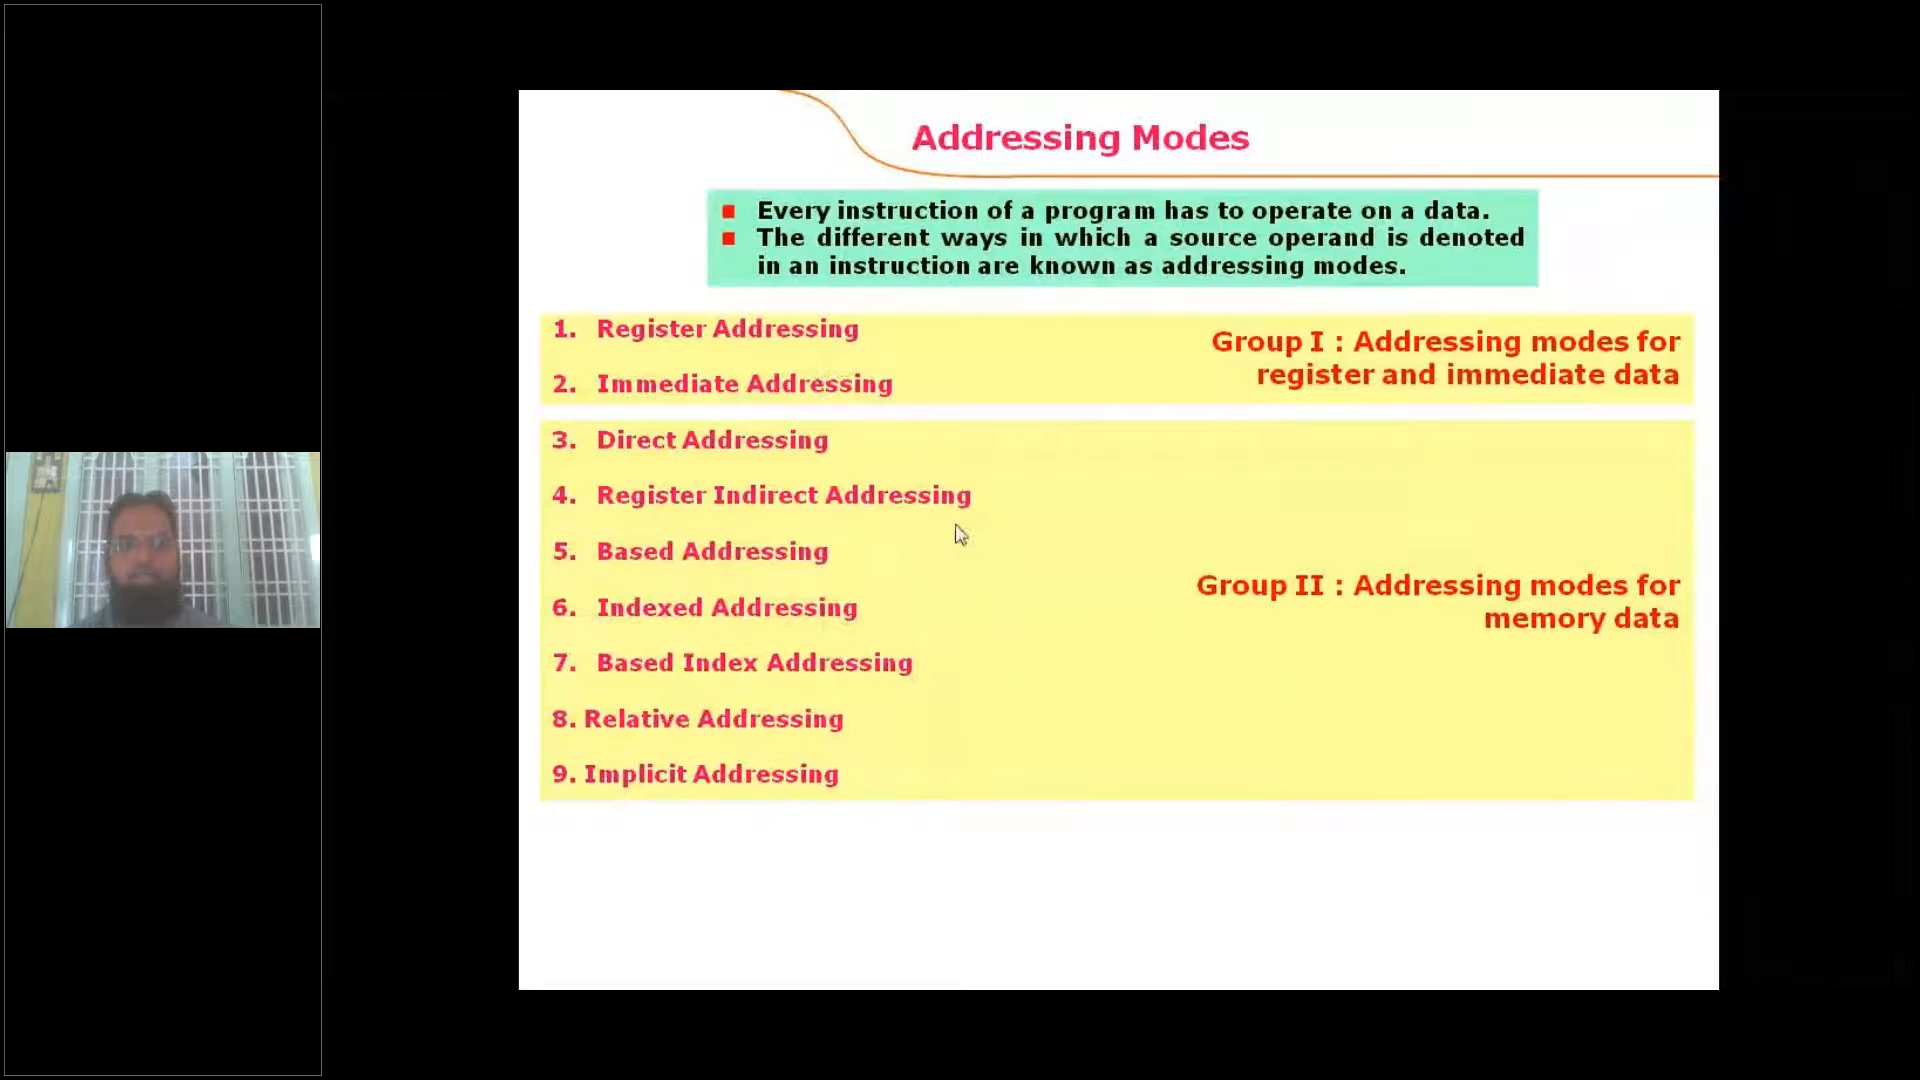 Addressing Modes
Every instruction of a program has to operate on a data.
The different ways in which a source operand is denoted
in an instruction are known as addressing modes.
1. Register Addressing
2. Immediate Addressing
Group I : Addressing modes for
register and immediate data
3. Direct Addressing
4. Register Indirect Addressing
5. Based Addressing
6. Indexed Addressing
7. Based Index Addressing
8. Relative Addressing
9. Implicit Addressing
Group II : Addressing modes for
memory data